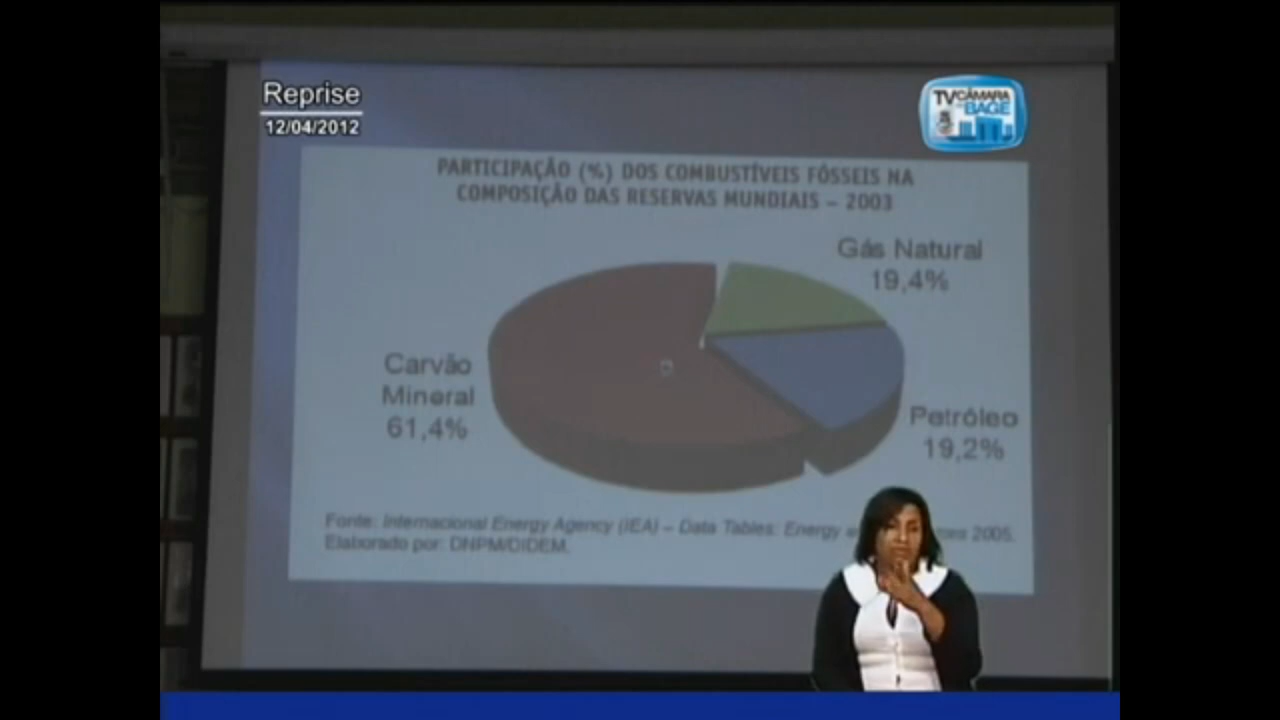 Reprise
12/04/2012
TV CÂMARA
BAGÉ
PARTICIPAÇÃO (%) DOS COMBUSTÍVEIS FÓSSEIS NA
COMPOSIÇÃO DAS RESERVAS MUNDIAIS – 2003
Gás Natural
19,4%
Carvão
Mineral
61,4%
Petróleo
19,2%
Fonte: Internacional Energy Agency (IEA) – Data Tables: Energy 2005.
Elaborado por: DNPM/DIDEM.